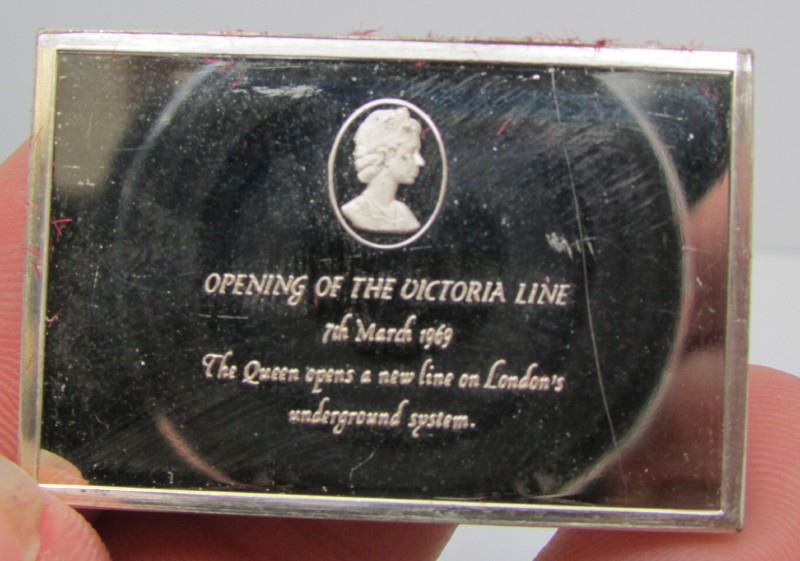 OPENING OF THE VICTORIA LINE
7th March 1969
The Queen opens a new line on London's
underground system.